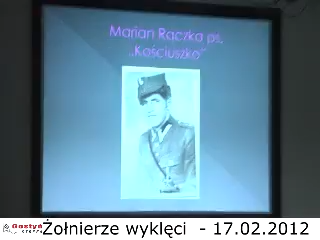 Marian Raczka ps.
„Kościuszko"
Żołnierze wyklęci - 17.02.2012